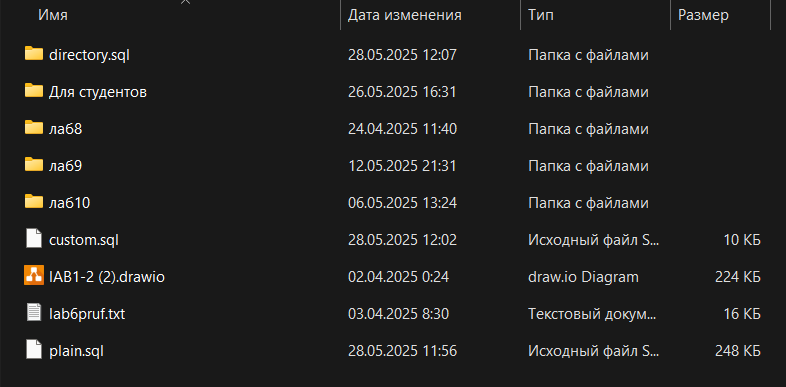 Имя Дата изменения Тип Размер
directory.sql 28.05.2025 12:07 Папка с файлами
Для студентов 26.05.2025 16:31 Папка с файлами
лаб8 24.04.2025 11:40 Папка с файлами
лаб9 12.05.2025 21:31 Папка с файлами
лаб10 06.05.2025 13:24 Папка с файлами
custom.sql 28.05.2025 12:02 Исходный файл S... 10 КБ
lAB1-2 (2).drawio 02.04.2025 0:24 draw.io Diagram 224 КБ
lab6pruf.txt 03.04.2025 8:30 Текстовый докум... 16 КБ
plain.sql 28.05.2025 11:56 Исходный файл S... 248 КБ